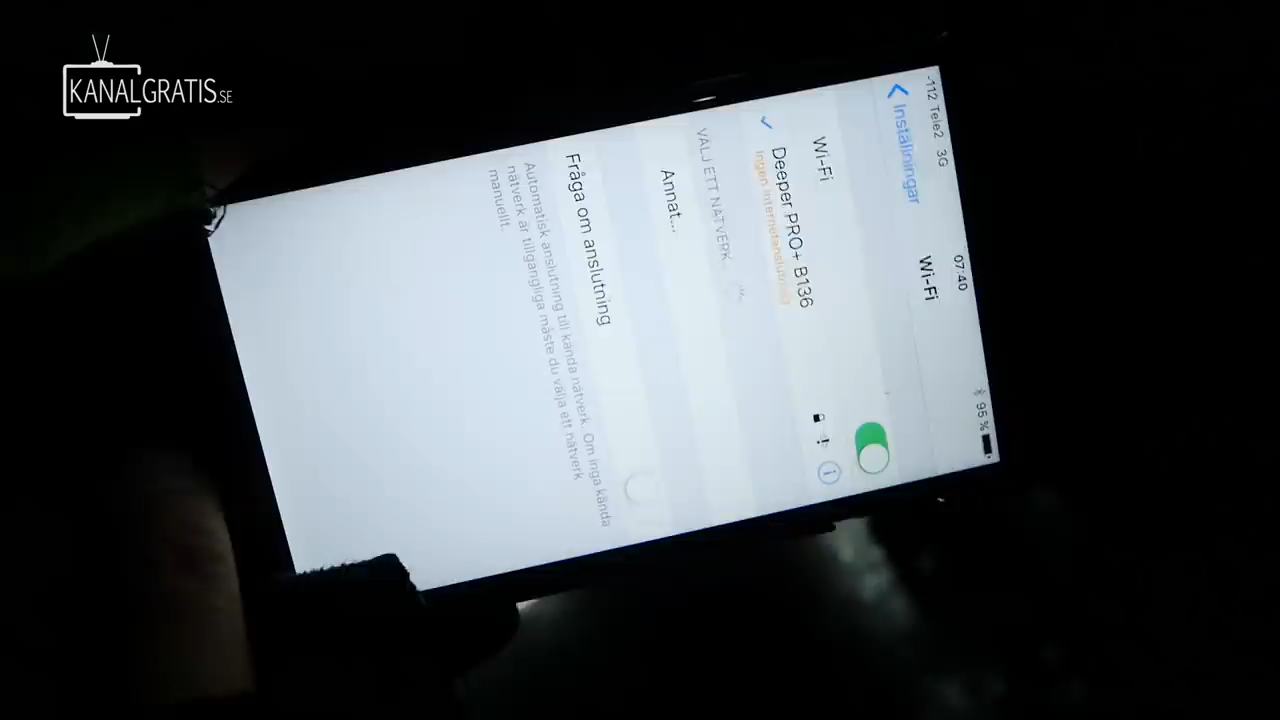 KANALGRATIS.SE
-112 Tele2 3G 07:40 95 %
Inställningar Wi-Fi
Wi-Fi
Deeper PRO+ B136
Ingen internetanslutning
VÄLJ ETT NÄTVERK...
Annat...
Fråga om anslutning
Automatisk anslutning till kända nätverk. Om inga kända
nätverk är tillgängliga måste du välja ett nätverk
manuellt.